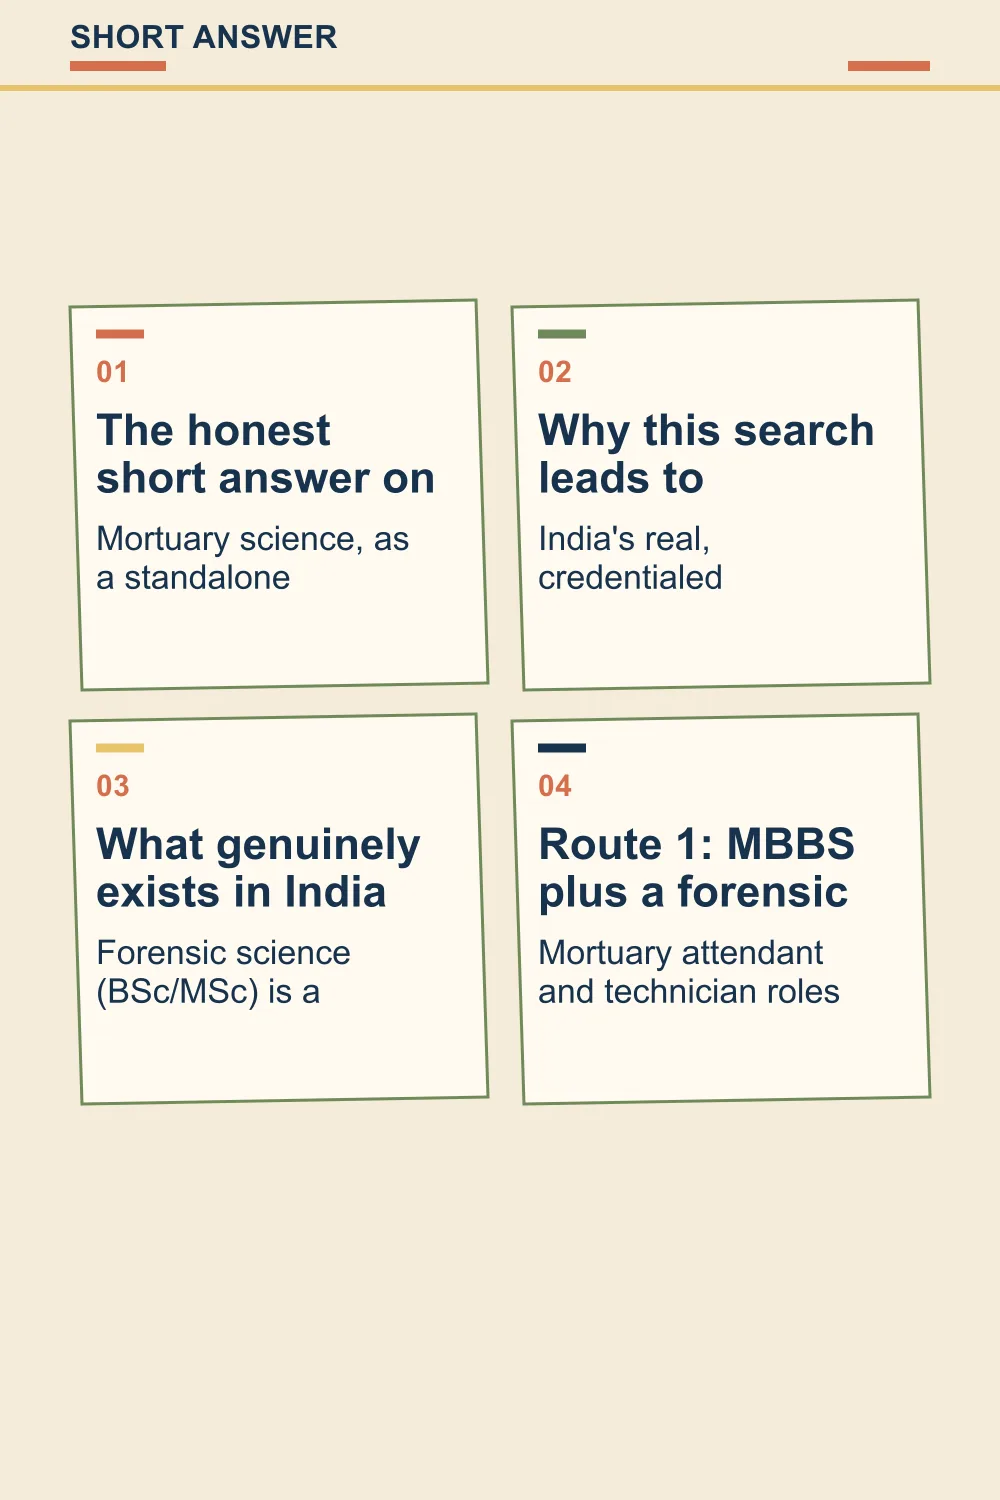 SHORT ANSWER
01
The honest
short answer on
Mortuary science, as
a standalone
02
Why this search
leads to
India's real,
credentialed
03
What genuinely
exists in India
Forensic science
(BSc/MSc) is a
04
Route 1: MBBS
plus a forensic
Mortuary attendant
and technician roles